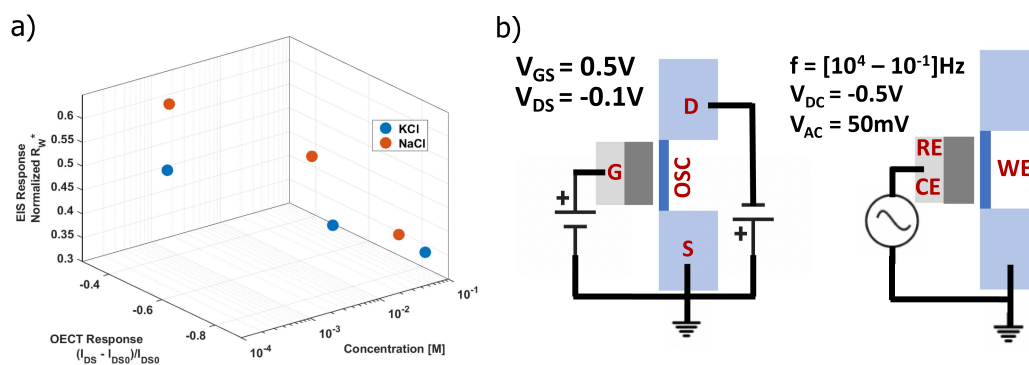 a)
EIS Response
Normalized R_W*
0.6
0.55
0.5
0.45
0.4
0.35
0.3
KCl
NaCl
-0.4
-0.6
-0.8
10^-4
10^-3
10^-2
10^-1
OECT Response
(I_DS - I_DS0)/I_DS0
Concentration [M]
b)
V_GS = 0.5V
V_DS = -0.1V
D
G
OSC
S
+
+
f = [10^4 – 10^-1]Hz
V_DC = -0.5V
V_AC = 50mV
RE
CE
WE